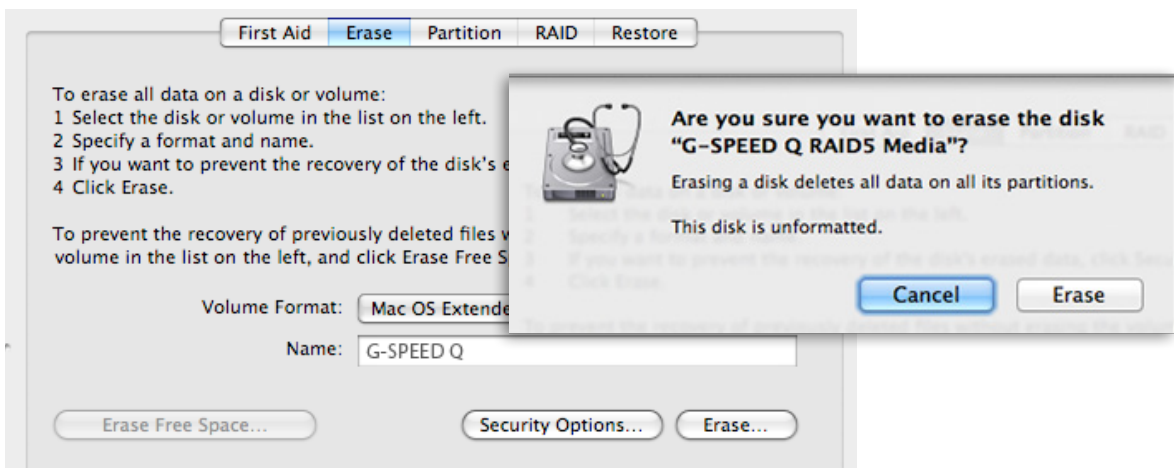 First Aid Erase Partition RAID Restore
To erase all data on a disk or volume:
1 Select the disk or volume in the list on the left.
2 Specify a format and name.
3 If you want to prevent the recovery of the disk's e
4 Click Erase.
To prevent the recovery of previously deleted files w
volume in the list on the left, and click Erase Free S
Volume Format: Mac OS Extende
Name: G-SPEED Q
Erase Free Space... Security Options... Erase...
Are you sure you want to erase the disk
“G-SPEED Q RAID5 Media”?
Erasing a disk deletes all data on all its partitions.
This disk is unformatted.
Cancel Erase